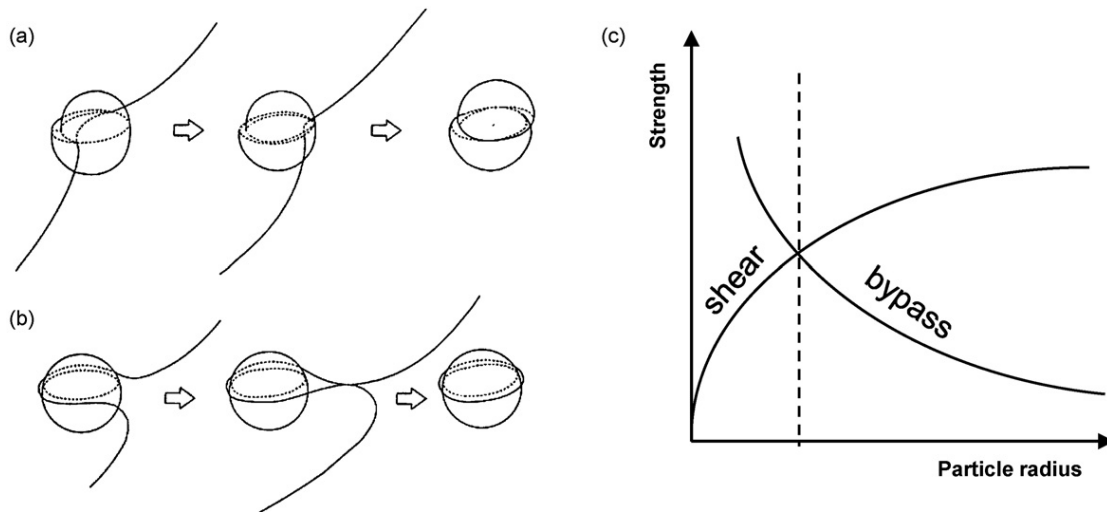 (a)
(b)
(c)
Strength
shear
bypass
Particle radius